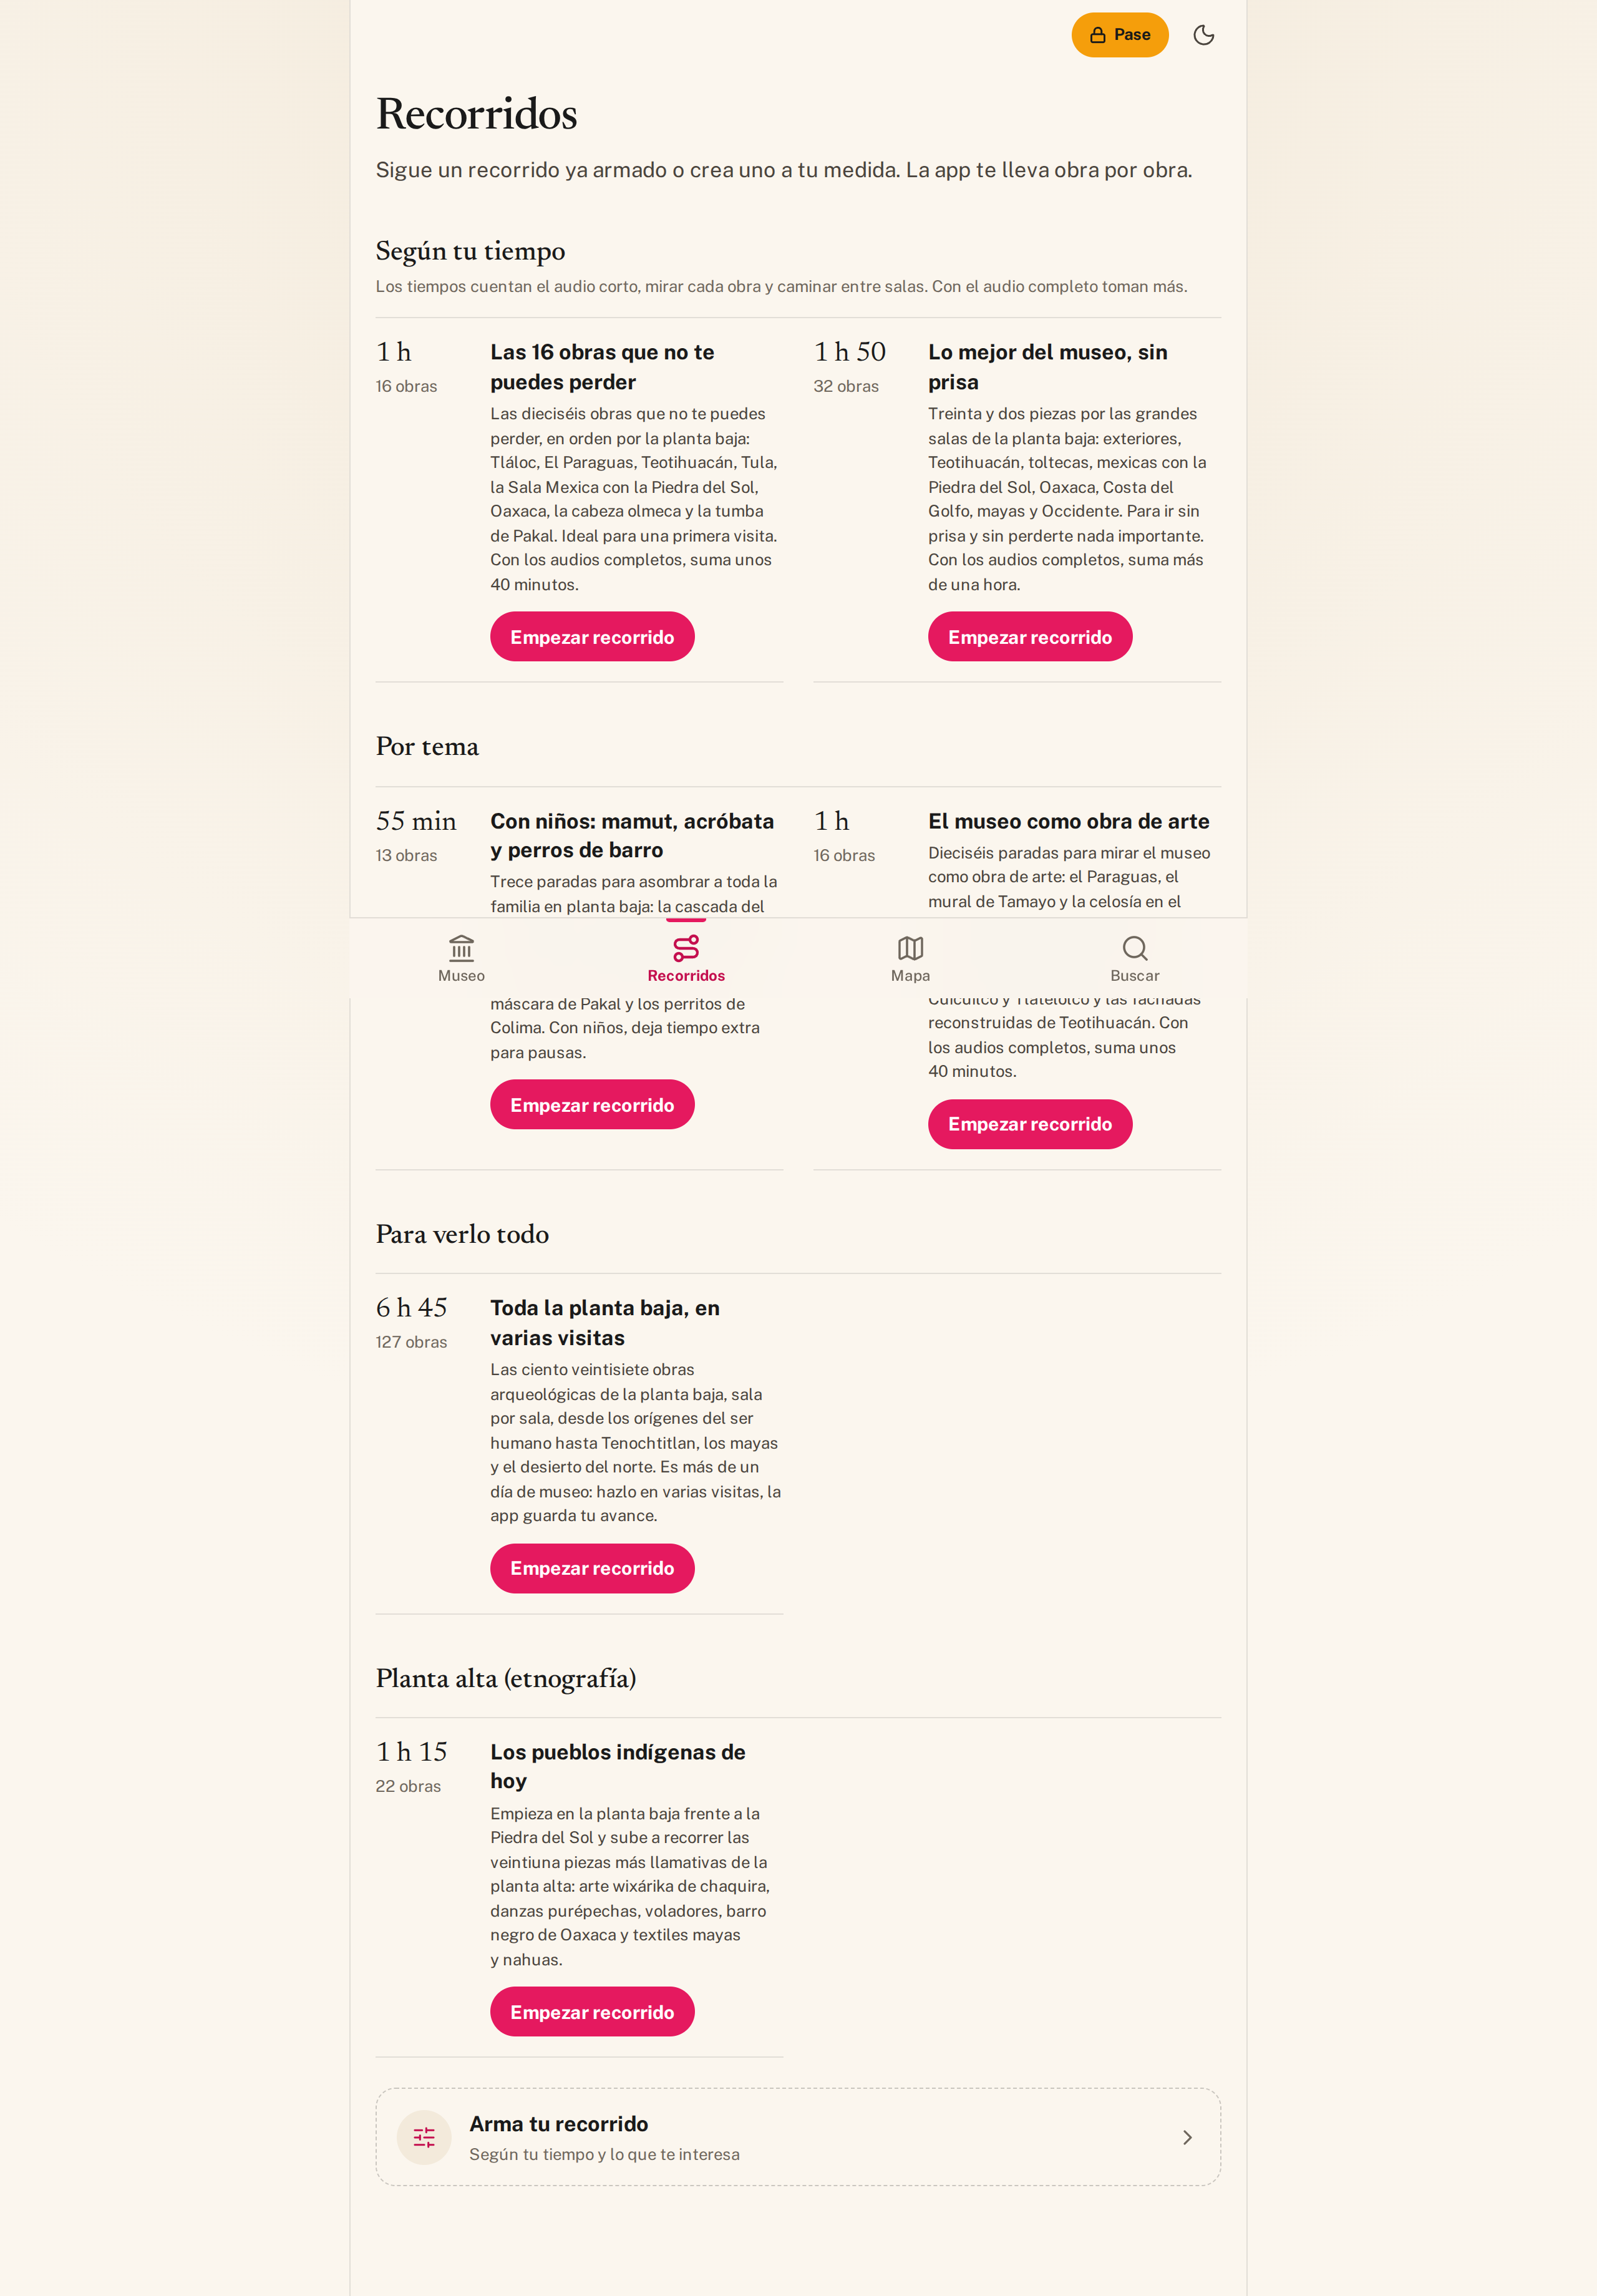 Pase
Recorridos
Sigue un recorrido ya armado o crea uno a tu medida. La app te lleva obra por obra.
Según tu tiempo
Los tiempos cuentan el audio corto, mirar cada obra y caminar entre salas. Con el audio completo toman más.
1 h
16 obras
Las 16 obras que no te
puedes perder
Las dieciséis obras que no te puedes
perder, en orden por la planta baja:
Tláloc, El Paraguas, Teotihuacán, Tula,
la Sala Mexica con la Piedra del Sol,
Oaxaca, la cabeza olmeca y la tumba
de Pakal. Ideal para una primera visita.
Con los audios completos, suma unos
40 minutos.
Empezar recorrido
1 h 50
32 obras
Lo mejor del museo, sin
prisa
Treinta y dos piezas por las grandes
salas de la planta baja: exteriores,
Teotihuacán, toltecas, mexicas con la
Piedra del Sol, Oaxaca, Costa del
Golfo, mayas y Occidente. Para ir sin
prisa y sin perderte nada importante.
Con los audios completos, suma más
de una hora.
Empezar recorrido
Por tema
55 min
13 obras
Con niños: mamut, acróbata
y perros de barro
Trece paradas para asombrar a toda la
familia en planta baja: la cascada del
máscara de Pakal y los perritos de
Colima. Con niños, deja tiempo extra
para pausas.
Empezar recorrido
1 h
16 obras
El museo como obra de arte
Dieciséis paradas para mirar el museo
como obra de arte: el Paraguas, el
mural de Tamayo y la celosía en el
Cuicuilco y Tlatelolco y las fachadas
reconstruidas de Teotihuacán. Con
los audios completos, suma unos
40 minutos.
Empezar recorrido
Museo
Recorridos
Mapa
Buscar
Para verlo todo
6 h 45
127 obras
Toda la planta baja, en
varias visitas
Las ciento veintisiete obras
arqueológicas de la planta baja, sala
por sala, desde los orígenes del ser
humano hasta Tenochtitlan, los mayas
y el desierto del norte. Es más de un
día de museo: hazlo en varias visitas, la
app guarda tu avance.
Empezar recorrido
Planta alta (etnografía)
1 h 15
22 obras
Los pueblos indígenas de
hoy
Empieza en la planta baja frente a la
Piedra del Sol y sube a recorrer las
veintiuna piezas más llamativas de la
planta alta: arte wixárika de chaquira,
danzas purépechas, voladores, barro
negro de Oaxaca y textiles mayas
y nahuas.
Empezar recorrido
Arma tu recorrido
Según tu tiempo y lo que te interesa